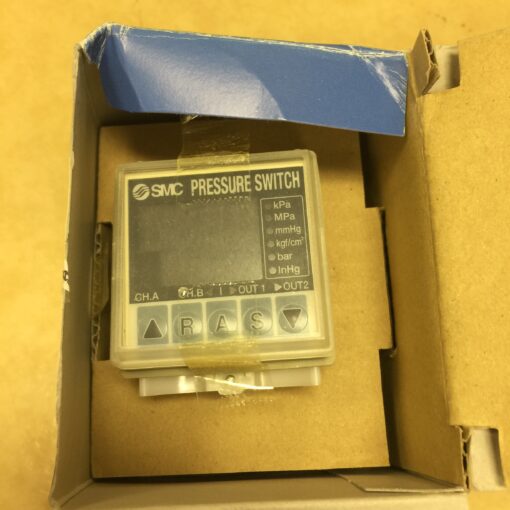 SMC PRESSURE SWITCH
kPa
MPa
mmHg
kgf/cm²
bar
InHg
CH.A CH.B ▶OUT1 ▶OUT2
▲ R A S ▼